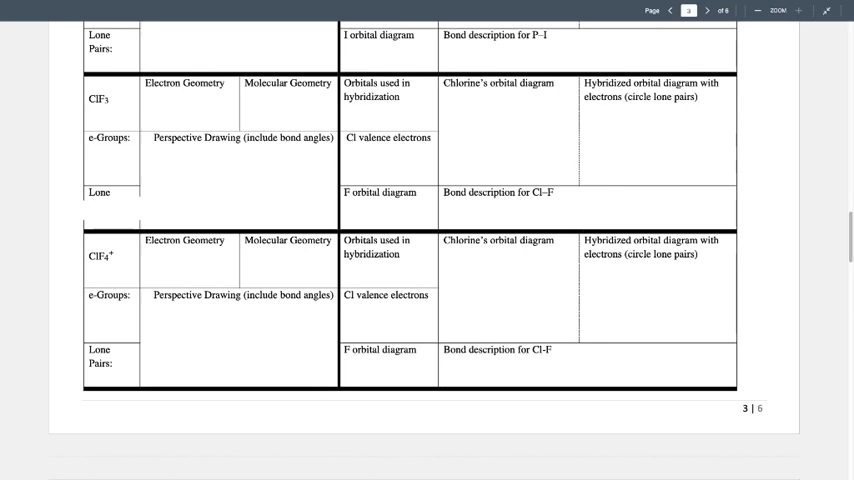 Page 3 of 6 ZOOM
Lone
Pairs:
I orbital diagram
Bond description for P–I
ClF3
Electron Geometry
Molecular Geometry
Orbitals used in
hybridization
Chlorine's orbital diagram
Hybridized orbital diagram with
electrons (circle lone pairs)
e-Groups:
Perspective Drawing (include bond angles)
Cl valence electrons
Lone
F orbital diagram
Bond description for Cl–F
ClF4+
Electron Geometry
Molecular Geometry
Orbitals used in
hybridization
Chlorine's orbital diagram
Hybridized orbital diagram with
electrons (circle lone pairs)
e-Groups:
Perspective Drawing (include bond angles)
Cl valence electrons
Lone
Pairs:
F orbital diagram
Bond description for Cl-F
3 | 6